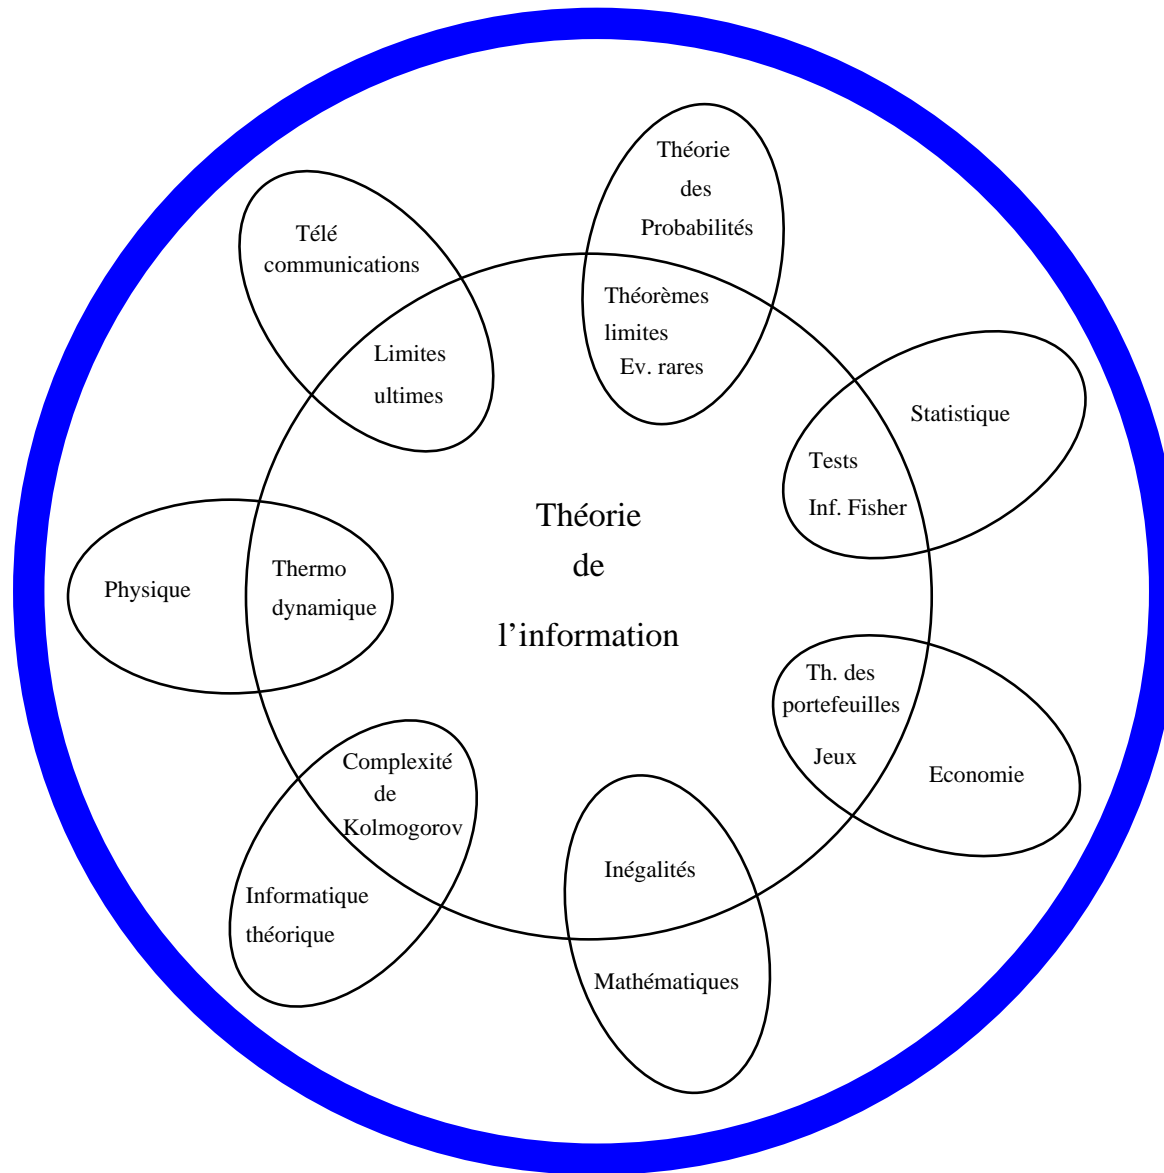 Théorie
des
Probabilités
Théorèmes
limites
Ev. rares
Télé
communications
Limites
ultimes
Statistique
Tests
Inf. Fisher
Théorie
de
l’information
Physique
Thermo
dynamique
Th. des
portefeuilles
Jeux
Economie
Complexité
de
Kolmogorov
Informatique
théorique
Inégalités
Mathématiques